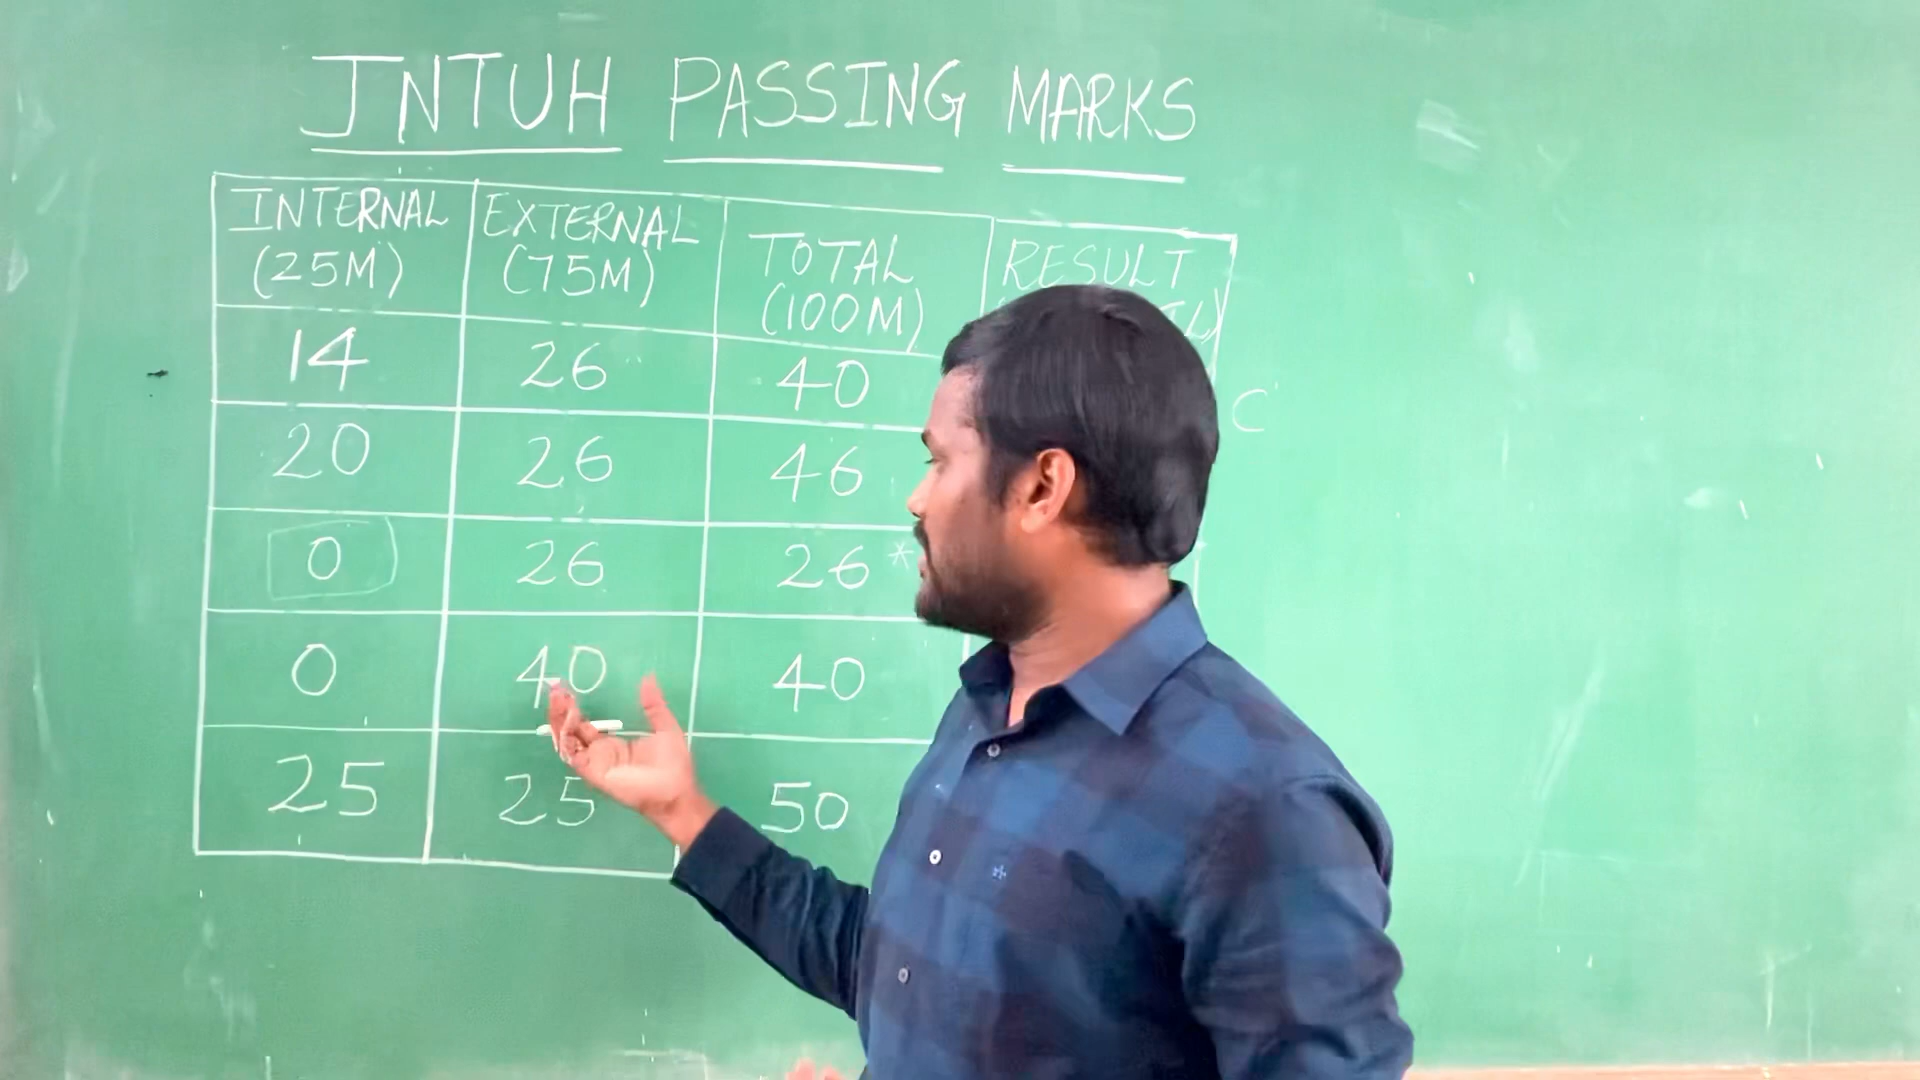 JNTUH PASSING MARKS
INTERNAL (25M) EXTERNAL (75M) TOTAL (100M) RESULT
14 26 40 C
20 26 46
0 26 26*
0 40 40
25 25 50